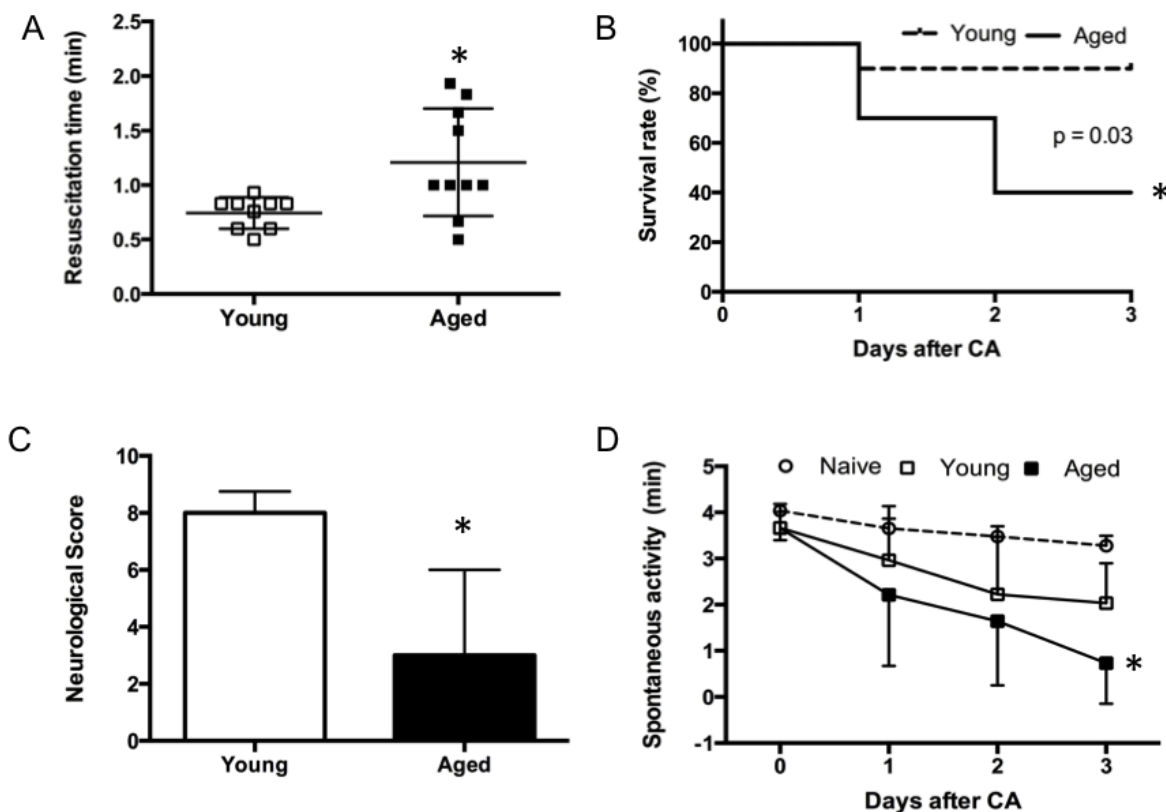 A
Resuscitation time (min)
2.5
2.0
1.5
1.0
0.5
0.0
*
Young
Aged
B
Survival rate (%)
Young
Aged
100
80
60
40
20
0
p = 0.03
*
0
1
2
3
Days after CA
C
Neurological Score
10
8
6
4
2
0
*
Young
Aged
D
Spontaneous activity (min)
Naive
Young
Aged
5
4
3
2
1
0
-1
*
0
1
2
3
Days after CA